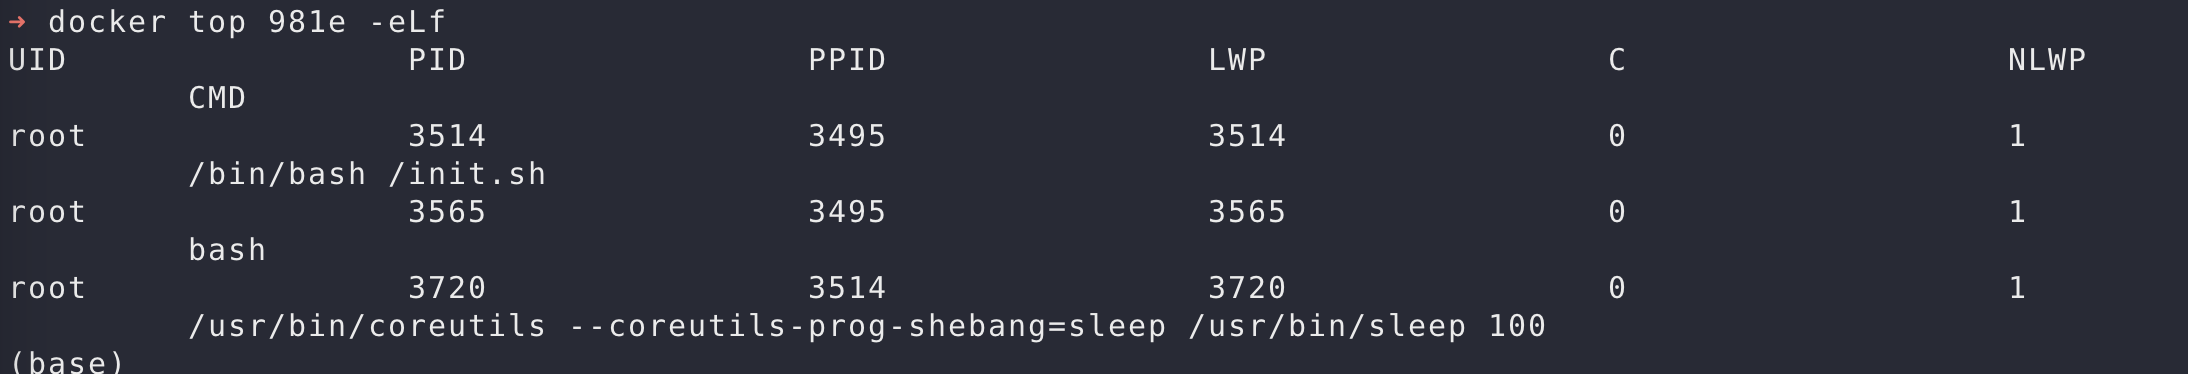 ➜ docker top 981e -eLf
UID                 PID                 PPID                LWP                 C                   NLWP
         CMD
root                3514                3495                3514                0                   1
         /bin/bash /init.sh
root                3565                3495                3565                0                   1
         bash
root                3720                3514                3720                0                   1
         /usr/bin/coreutils --coreutils-prog-shebang=sleep /usr/bin/sleep 100
(base)